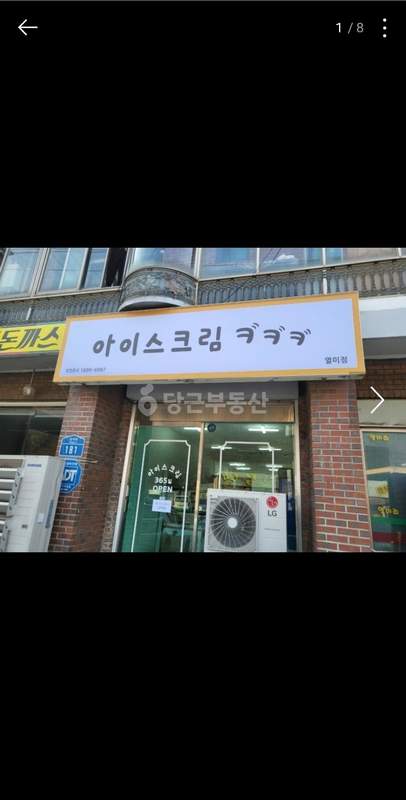 1 / 8
돈까스
아이스크림 ㅋㅋㅋ
열미점
당근부동산
181
SAMSUNG
아이스크림
365일
OPEN
LG